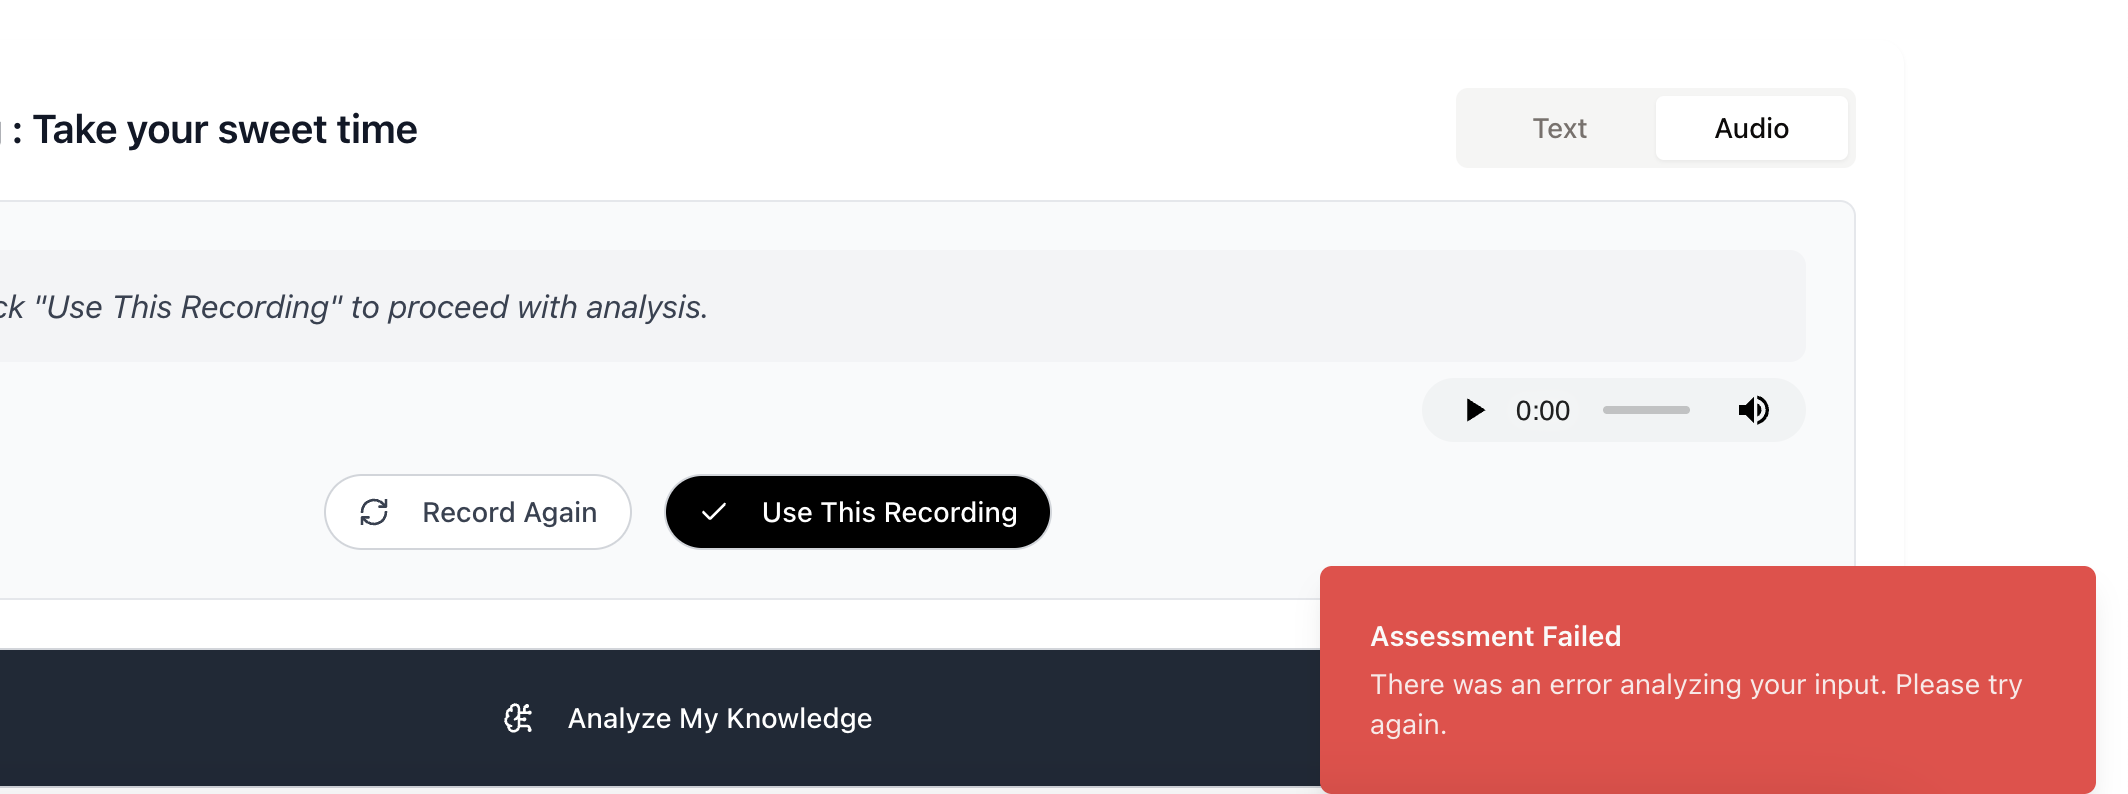 : Take your sweet time
Text
Audio
"Use This Recording" to proceed with analysis.
0:00
Record Again
Use This Recording
Analyze My Knowledge
Assessment Failed
There was an error analyzing your input. Please try
again.